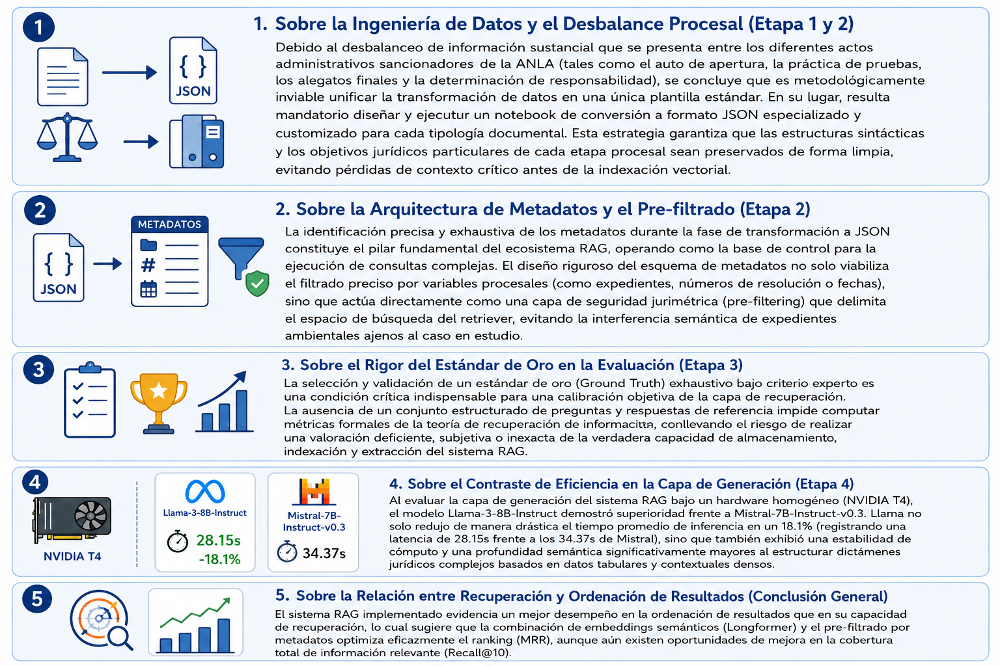 1
1. Sobre la Ingeniería de Datos y el Desbalance Procesal (Etapa 1 y 2)
{ }
JSON
Debido al desbalanceo de información sustancial que se presenta entre los diferentes actos
administrativos sancionadores de la ANLA (tales como el auto de apertura, la práctica de pruebas,
los alegatos finales y la determinación de responsabilidad), se concluye que es metodológicamente
inviable unificar la transformación de datos en una única plantilla estándar. En su lugar, resulta
mandatorio diseñar y ejecutur un notebook de conversión a formato JSON especializado y
customizado para cada tipología documental. Esta estrategia garantiza que las estructuras sintácticas
y los objetivos jurídicos particulares de cada etapa procesal sean preservados de forma limpia,
evitando pérdidas de contexto crítico antes de la indexación vectorial.
2
2. Sobre la Arquitectura de Metadatos y el Pre-filtrado (Etapa 2)
{ }
JSON
METADATOS
#
La identificación precisa y exhaustiva de los metadatos durante la fase de transformación a JSON
constituye el pilar fundamental del ecosistema RAG, operando como la base de control para la
ejecución de consultas complejas. El diseño riguroso del esquema de metadatos no solo viabiliza
el filtrado preciso por variables procesales (como expedientes, números de resolución o fechas),
sino que actúa directamente como una capa de seguridad jurimétrica (pre-filtering) que delimita
el espacio de búsqueda del retriever, evitando la interferencia semántica de expedientes
ambientales ajenos al caso en estudio.
3
3. Sobre el Rigor del Estándar de Oro en la Evaluación (Etapa 3)
La selección y validación de un estándar de oro (Ground Truth) exhaustivo bajo criterio experto es
una condición crítica indispensable para una calibración objetiva de la capa de recuperación.
La ausencia de un conjunto estructurado de preguntas y respuestas de referencia impide computar
métricas formales de la teoría de recuperación de conllevando el riesgo de realizar
una valoración deficiente, subjetiva o inexacta de la verdadera capacidad de almacenamiento,
indexación y extracción del sistema RAG.
4
NVIDIA T4
Llama-3-8B-Instruct
28.15s
-18.1%
Mistral-7B-
Instruct-v0.3
34.37s
4. Sobre el Contraste de Eficiencia en la Capa de Generación (Etapa 4)
Al evaluar la capa de generación del sistema RAG bajo un hardware homogéneo (NVIDIA T4),
el modelo Llama-3-8B-Instruct demostró superioridad frente a Mistral-7B-Instruct-v0.3. Llama no
solo redujo de manera drástica el tiempo promedio de inferencia en un 18.1% (registrando una
latencia de 28.15s frente a los 34.37s de Mistral), sino que también exhibió una estabilidad de
cómputo y una profundidad semántica significativamente mayores al estructurar dictámenes
jurídicos complejos basados en datos tabulares y contextuales densos.
5
5. Sobre la Relación entre Recuperación y Ordenación de Resultados (Conclusión General)
El sistema RAG implementado evidencia un mejor desempeño en la ordenación de resultados que en su capacidad
de recuperación, lo cual sugiere que la combinación de embeddings semánticos (Longformer) y el pre-filtrado por
metadatos optimiza eficazmente el ranking (MRR), aunque aún existen oportunidades de mejora en la cobertura
total de información relevante (Recall@10).